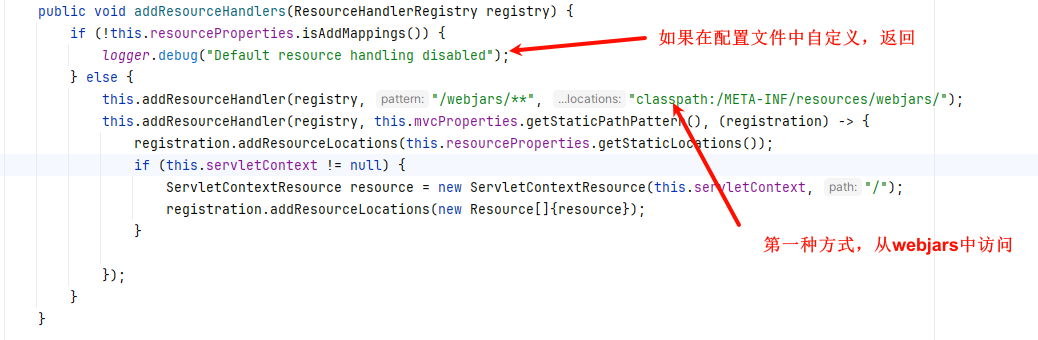 public void addResourceHandlers(ResourceHandlerRegistry registry) {
if (!this.resourceProperties.isAddMappings()) {
logger.debug("Default resource handling disabled");
如果在配置文件中自定义，返回
} else {
this.addResourceHandler(registry, pattern: "/webjars/**", ...locations: "classpath:/META-INF/resources/webjars/");
this.addResourceHandler(registry, this.mvcProperties.getStaticPathPattern(), (registration) -> {
registration.addResourceLocations(this.resourceProperties.getStaticLocations());
if (this.servletContext != null) {
ServletContextResource resource = new ServletContextResource(this.servletContext, path: "/");
registration.addResourceLocations(new Resource[]{resource});
}
第一种方式，从webjars中访问
});
}
}